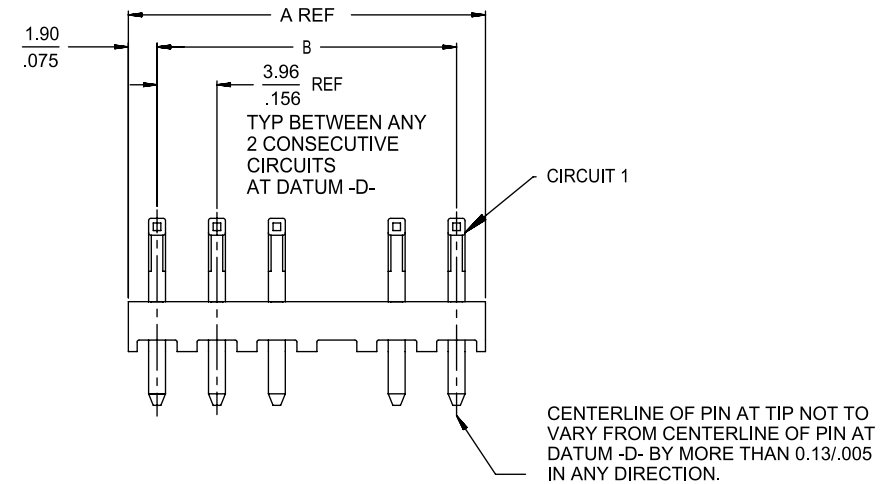 A REF
1.90
.075
B
3.96
.156
REF
TYP BETWEEN ANY
2 CONSECUTIVE
CIRCUITS
AT DATUM -D-
CIRCUIT 1
CENTERLINE OF PIN AT TIP NOT TO
VARY FROM CENTERLINE OF PIN AT
DATUM -D- BY MORE THAN 0.13/.005
IN ANY DIRECTION.